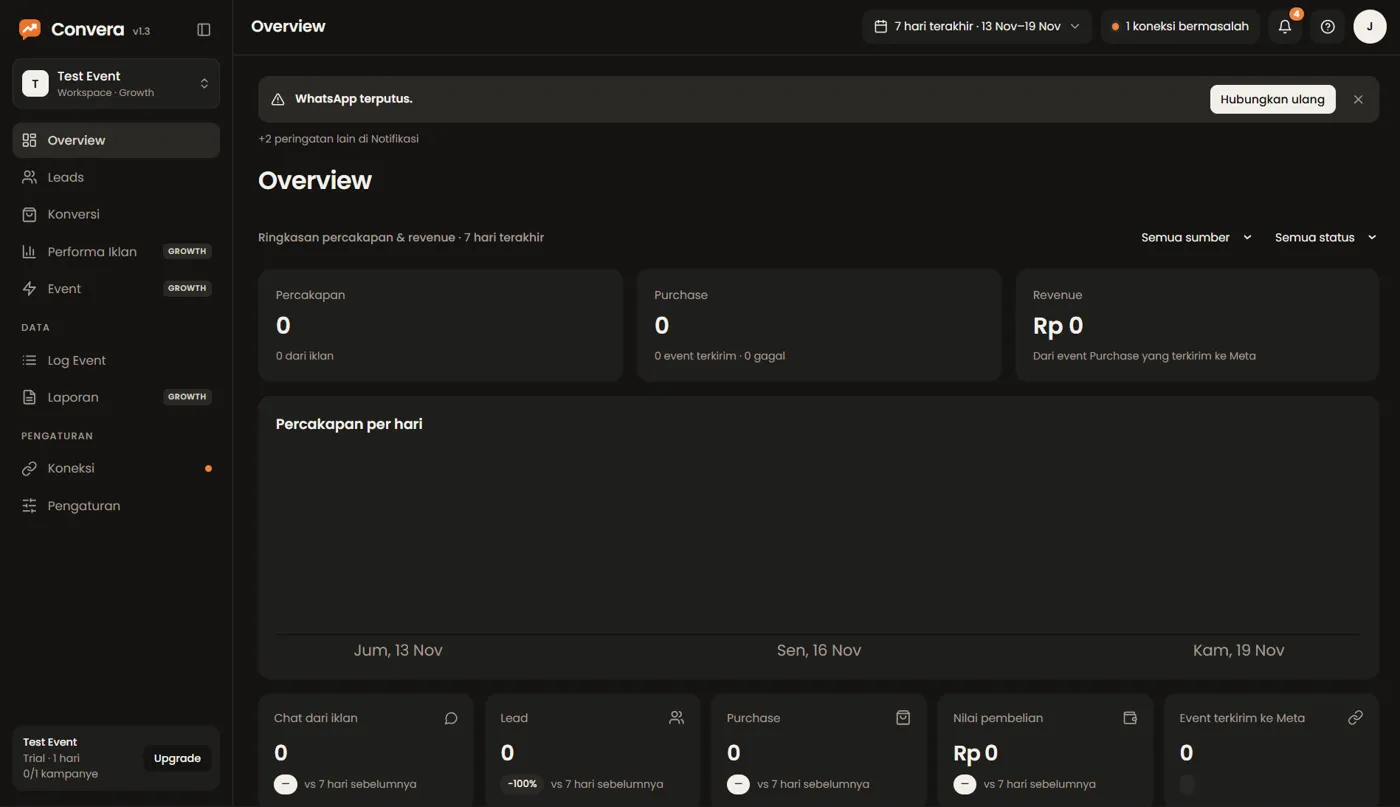 Convera v1.3
Overview
7 hari terakhir · 13 Nov–19 Nov
1 koneksi bermasalah
4
J
T
Test Event
Workspace · Growth
Overview
Leads
Konversi
Performa Iklan GROWTH
Event GROWTH
DATA
Log Event
Laporan GROWTH
PENGATURAN
Koneksi
Pengaturan
Test Event
Trial · 1 hari
0/1 kampanye
Upgrade
WhatsApp terputus.
Hubungkan ulang
+2 peringatan lain di Notifikasi
Overview
Ringkasan percakapan & revenue · 7 hari terakhir
Semua sumber
Semua status
Percakapan
0
0 dari iklan
Purchase
0
0 event terkirim · 0 gagal
Revenue
Rp 0
Dari event Purchase yang terkirim ke Meta
Percakapan per hari
Jum, 13 Nov
Sen, 16 Nov
Kam, 19 Nov
Chat dari iklan
0
– vs 7 hari sebelumnya
Lead
0
-100% vs 7 hari sebelumnya
Purchase
0
– vs 7 hari sebelumnya
Nilai pembelian
Rp 0
– vs 7 hari sebelumnya
Event terkirim ke Meta
0